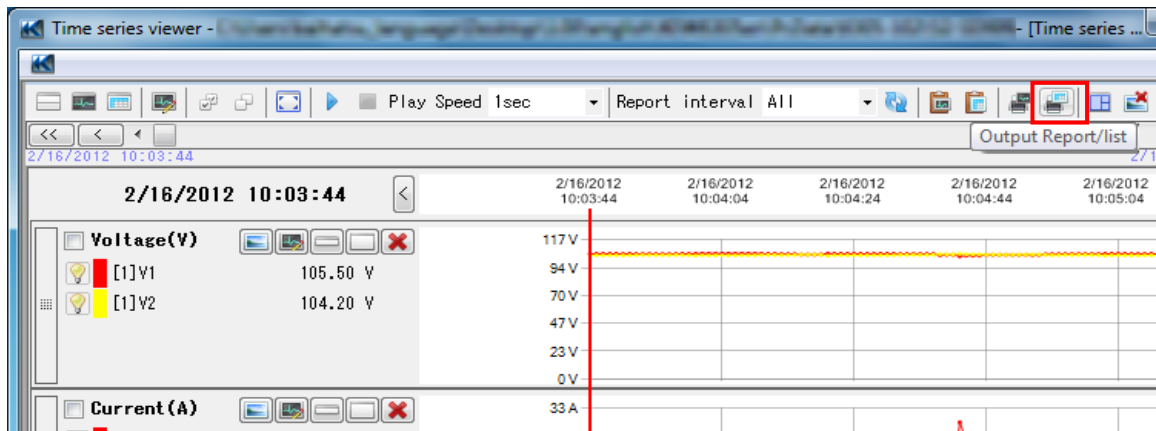 Time series viewer - - [Time series ...
Play Speed 1sec Report interval All
<< < Output Report/list
2/16/2012 10:03:44
2/16/2012 10:03:44 <
2/16/2012 2/16/2012 2/16/2012 2/16/2012 2/16/2012
10:03:44 10:04:04 10:04:24 10:04:44 10:05:04
Voltage(V) 117 V
[1]V1 105.50 V 94 V
[1]V2 104.20 V 70 V
47 V
23 V
0 V
Current(A) 33 A